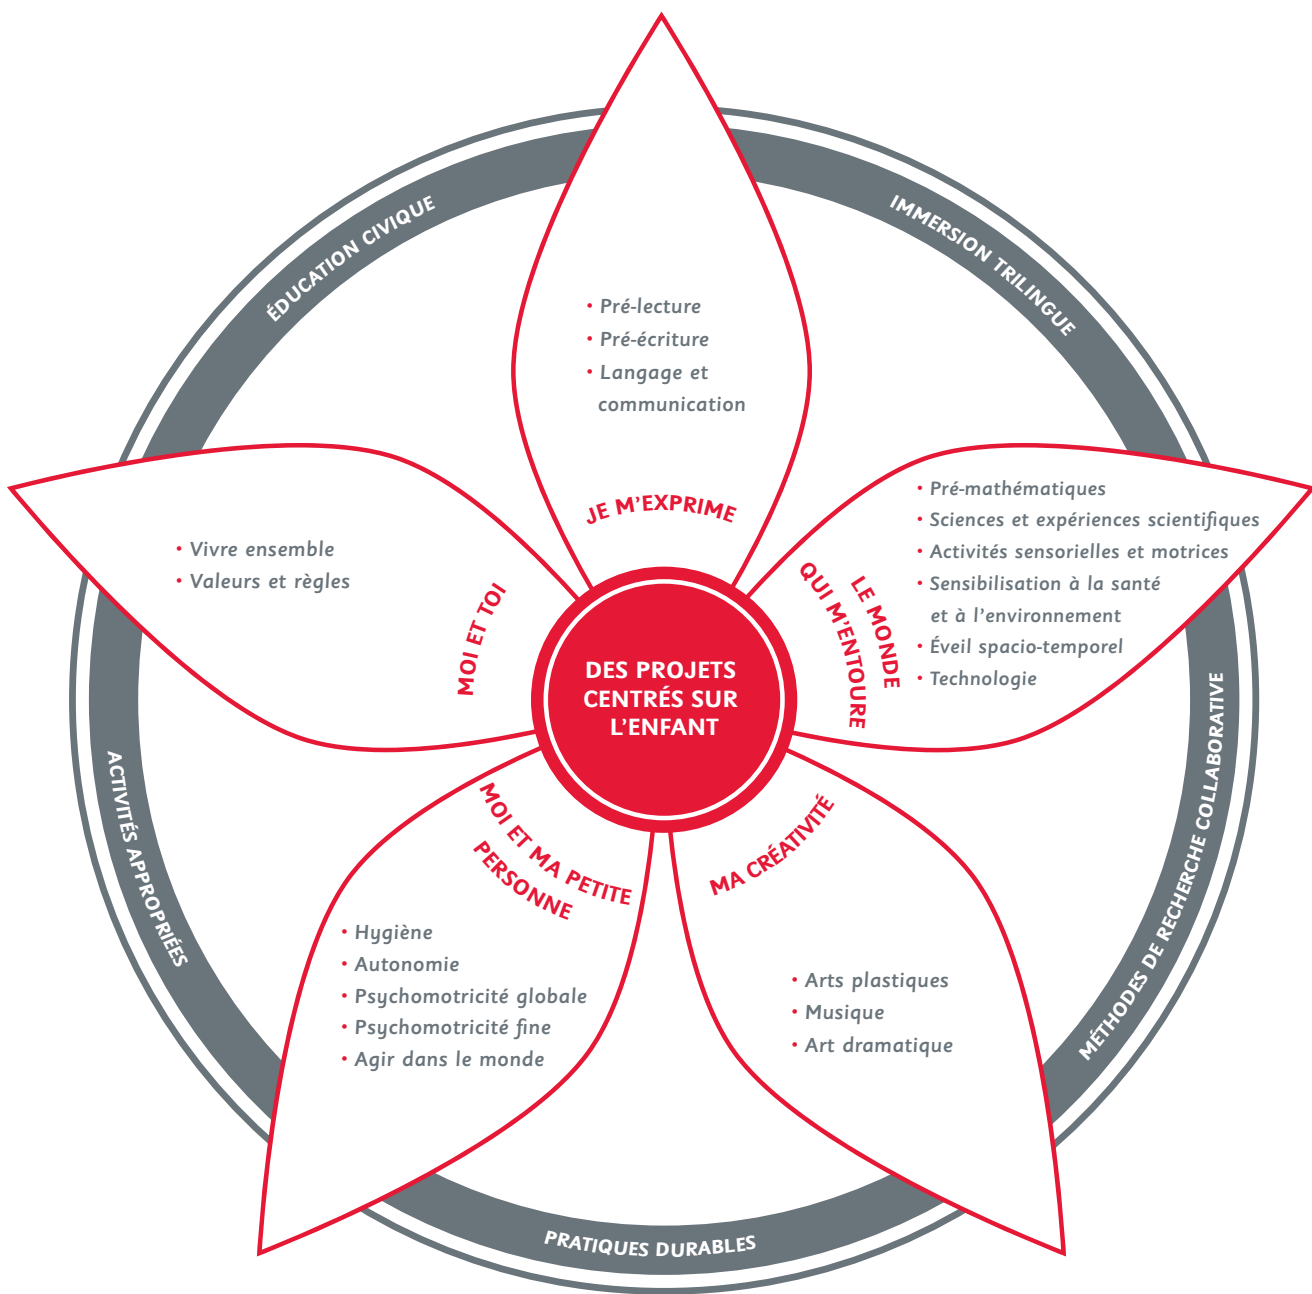 ÉDUCATION CIVIQUE
IMMERSION TRILINGUE
• Pré-lecture
• Pré-écriture
• Langage et
communication
JE M'EXPRIME
• Pré-mathématiques
• Sciences et expériences scientifiques
• Activités sensorielles et motrices
• Sensibilisation à la santé
et à l'environnement
• Éveil spacio-temporel
• Technologie
LE MONDE
QUI M'ENTOURE
• Vivre ensemble
• Valeurs et règles
MOI ET TOI
DES PROJETS
CENTRÉS SUR
L'ENFANT
MOI ET MA PETITE
PERSONNE
• Hygiène
• Autonomie
• Psychomotricité globale
• Psychomotricité fine
• Agir dans le monde
MA CRÉATIVITÉ
• Arts plastiques
• Musique
• Art dramatique
ACTIVITÉS APPROPRIÉES
MÉTHODES DE RECHERCHE COLLABORATIVE
PRATIQUES DURABLES